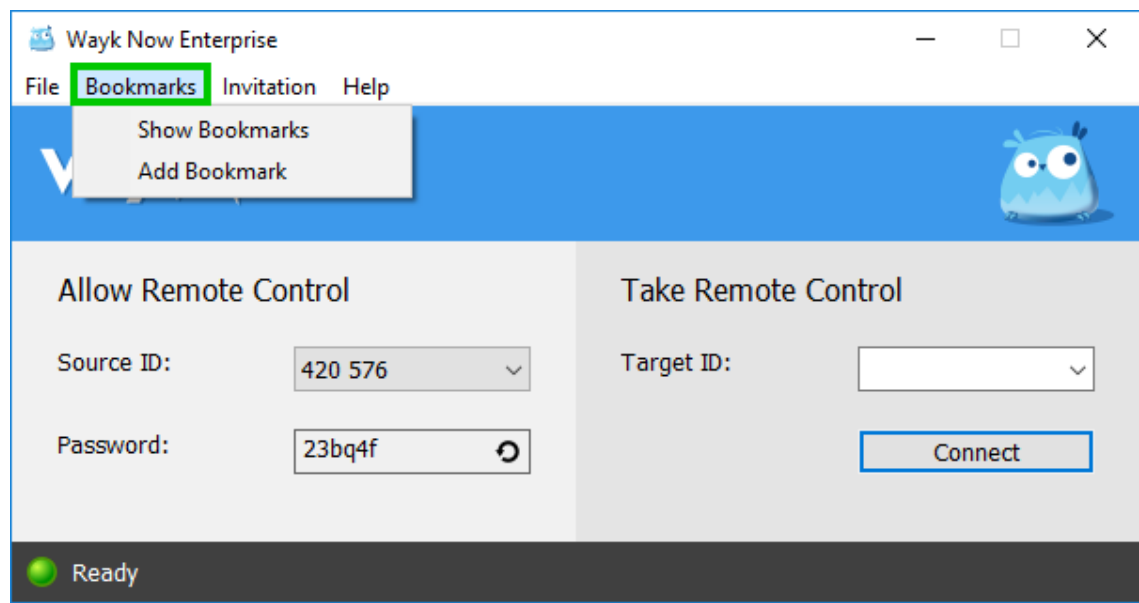 Wayk Now Enterprise
File Bookmarks Invitation Help
Show Bookmarks
Add Bookmark
Allow Remote Control
Source ID: 420 576
Password: 23bq4f
Take Remote Control
Target ID:
Connect
Ready